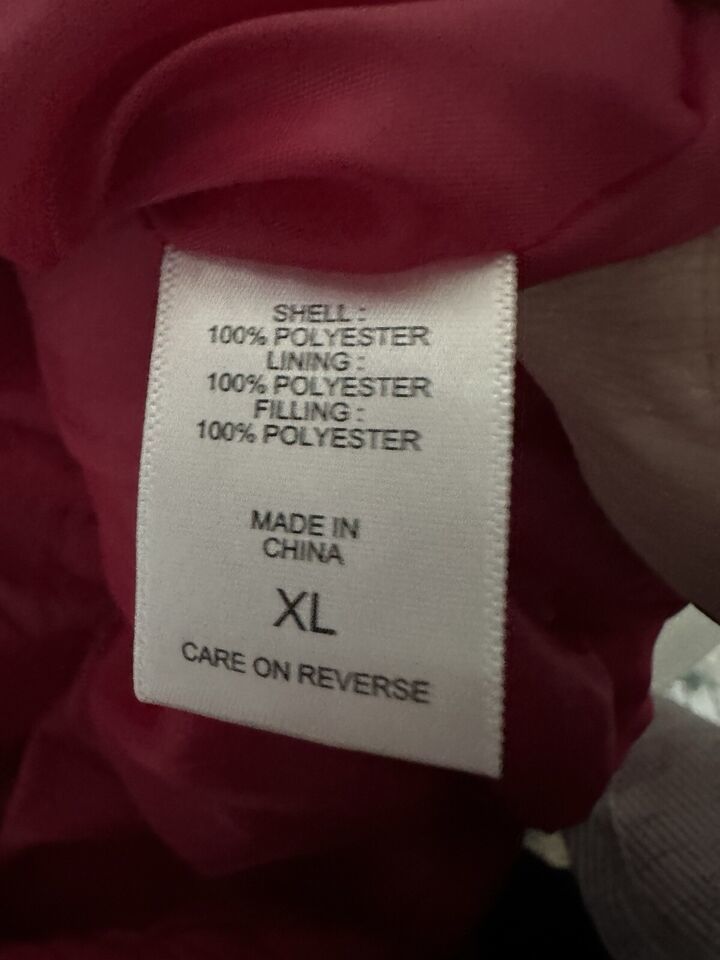 SHELL :
100% POLYESTER
LINING :
100% POLYESTER
FILLING :
100% POLYESTER
MADE IN
CHINA
XL
CARE ON REVERSE